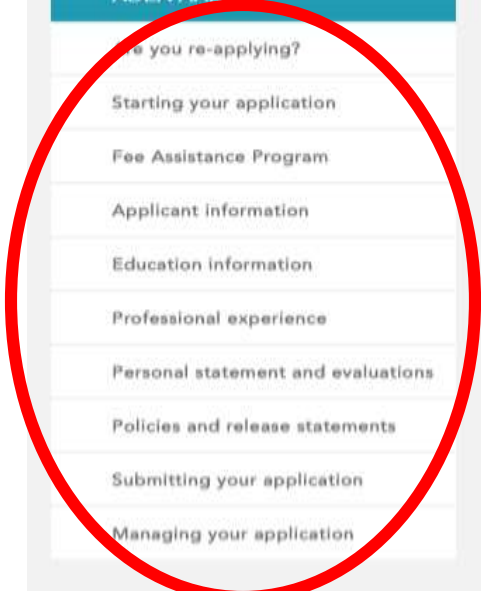 Are you re-applying?
Starting your application
Fee Assistance Program
Applicant information
Education information
Professional experience
Personal statement and evaluations
Policies and release statements
Submitting your application
Managing your application